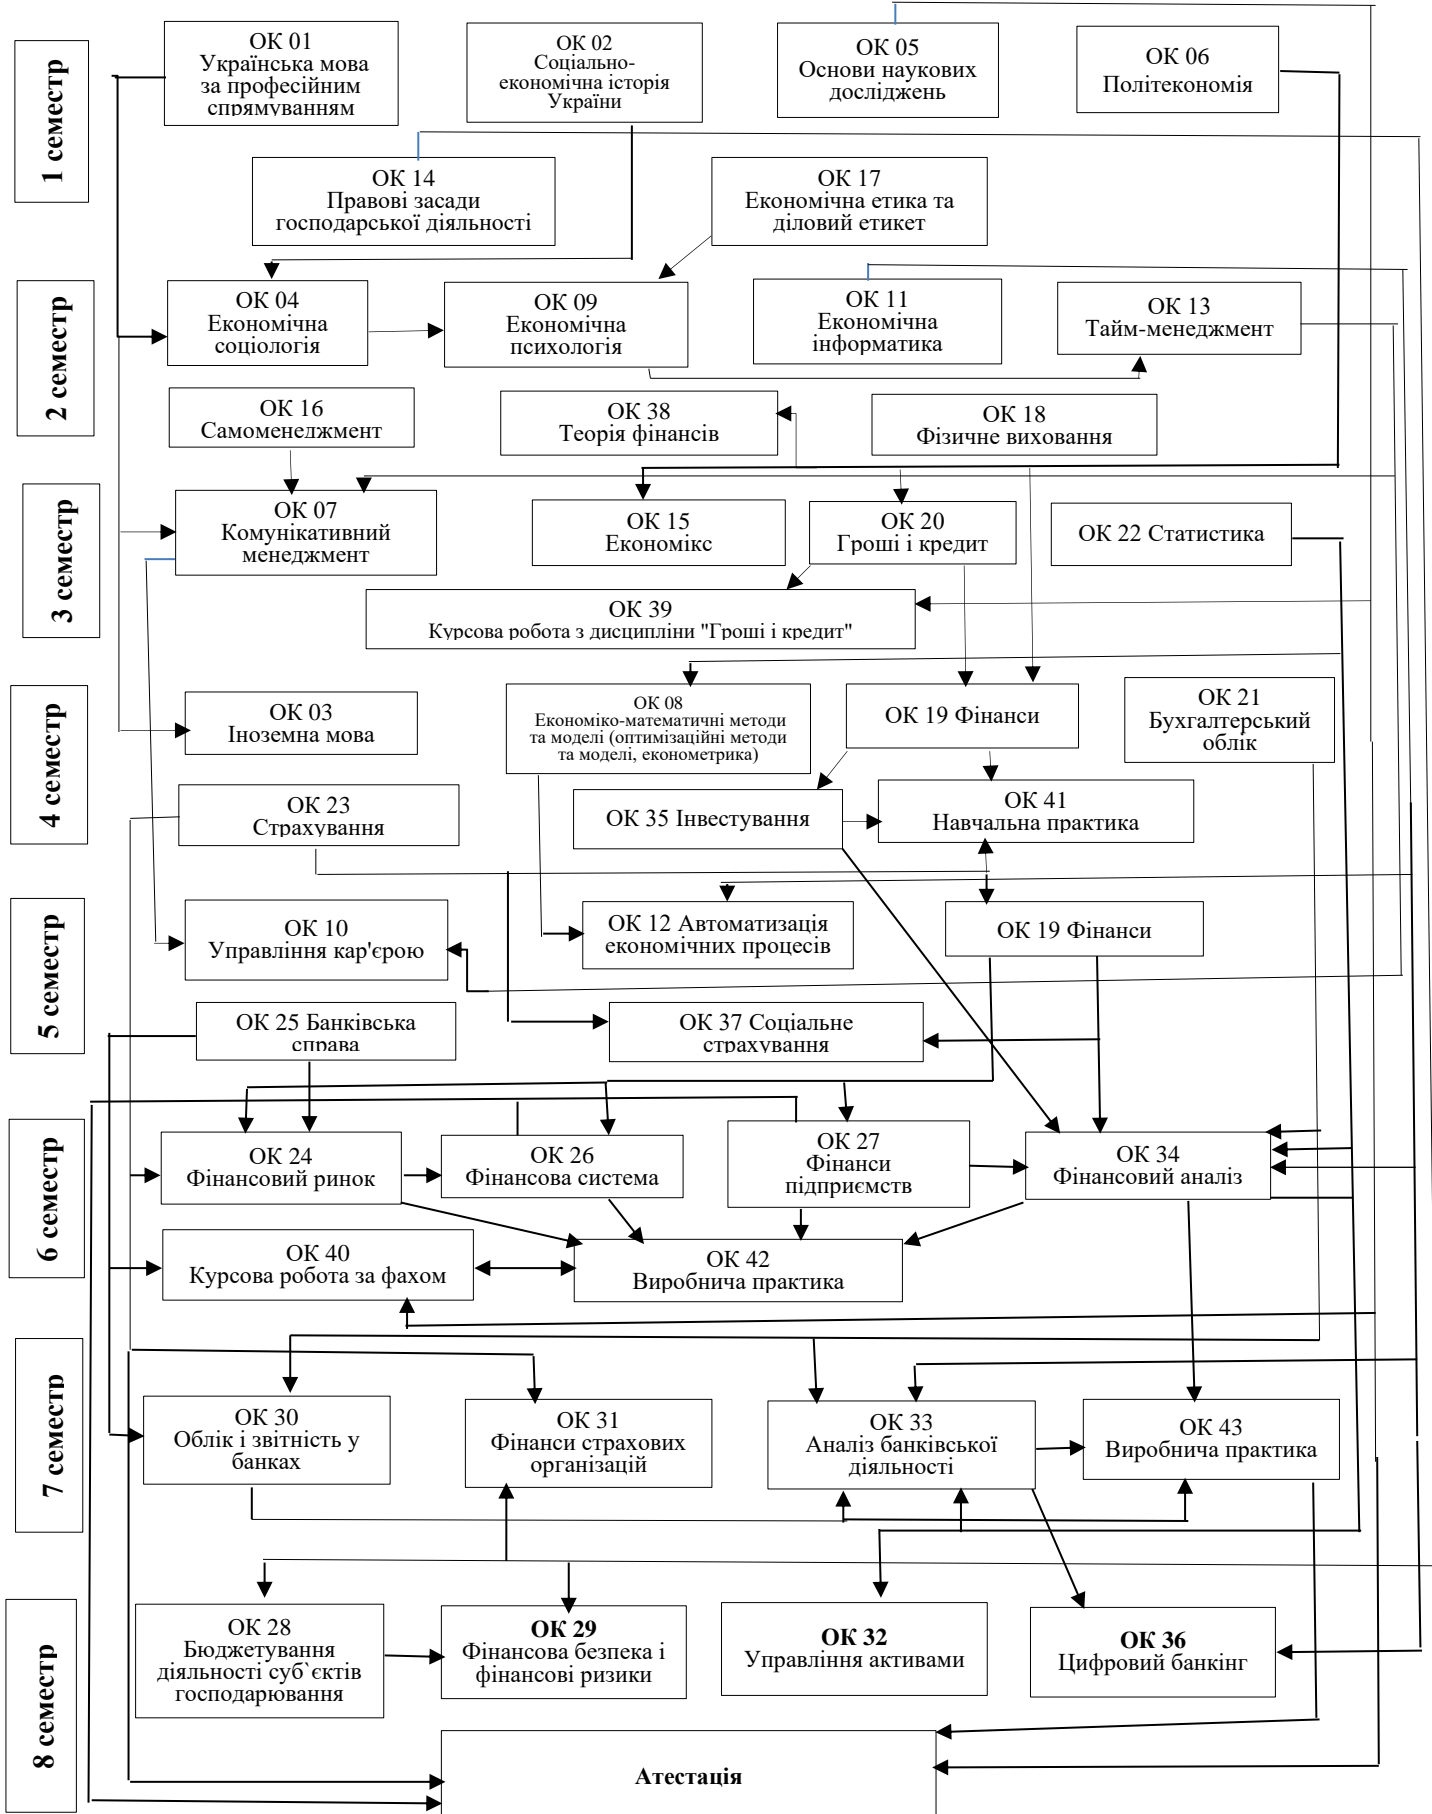 1 семестр
ОК 01
Українська мова
за професійним
спрямуванням
ОК 02
Соціально-
економічна історія
України
ОК 05
Основи наукових
досліджень
ОК 06
Політекономія
ОК 14
Правові засади
господарської діяльності
ОК 17
Економічна етика та
діловий етикет
2 семестр
ОК 04
Економічна
соціологія
ОК 09
Економічна
психологія
ОК 11
Економічна
інформатика
ОК 13
Тайм-менеджмент
ОК 16
Самоменеджмент
ОК 38
Теорія фінансів
ОК 18
Фізичне виховання
3 семестр
ОК 07
Комунікативний
менеджмент
ОК 15
Економікс
ОК 20
Гроші і кредит
ОК 22 Статистика
ОК 39
Курсова робота з дисципліни "Гроші і кредит"
4 семестр
ОК 03
Іноземна мова
ОК 08
Економіко-математичні методи
та моделі (оптимізаційні методи
та моделі, економетрика)
ОК 19 Фінанси
ОК 21
Бухгалтерський
облік
ОК 23
Страхування
ОК 35 Інвестування
ОК 41
Навчальна практика
5 семестр
ОК 10
Управління кар'єрою
ОК 12 Автоматизація
економічних процесів
ОК 19 Фінанси
ОК 25 Банківська
справа
ОК 37 Соціальне
страхування
6 семестр
ОК 24
Фінансовий ринок
ОК 26
Фінансова система
ОК 27
Фінанси
підприємств
ОК 34
Фінансовий аналіз
ОК 40
Курсова робота за фахом
ОК 42
Виробнича практика
7 семестр
ОК 30
Облік і звітність у
банках
ОК 31
Фінанси страхових
організацій
ОК 33
Аналіз банківської
діяльності
ОК 43
Виробнича практика
8 семестр
ОК 28
Бюджетування
діяльності суб`єктів
господарювання
ОК 29
Фінансова безпека і
фінансові ризики
ОК 32
Управління активами
ОК 36
Цифровий банкінг
Атестація